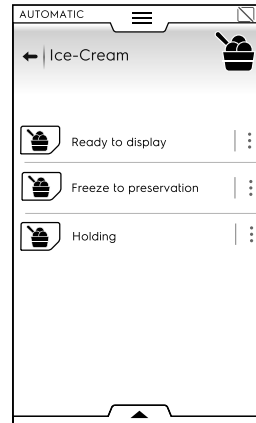 AUTOMATIC
Ice-Cream
Ready to display
Freeze to preservation
Holding